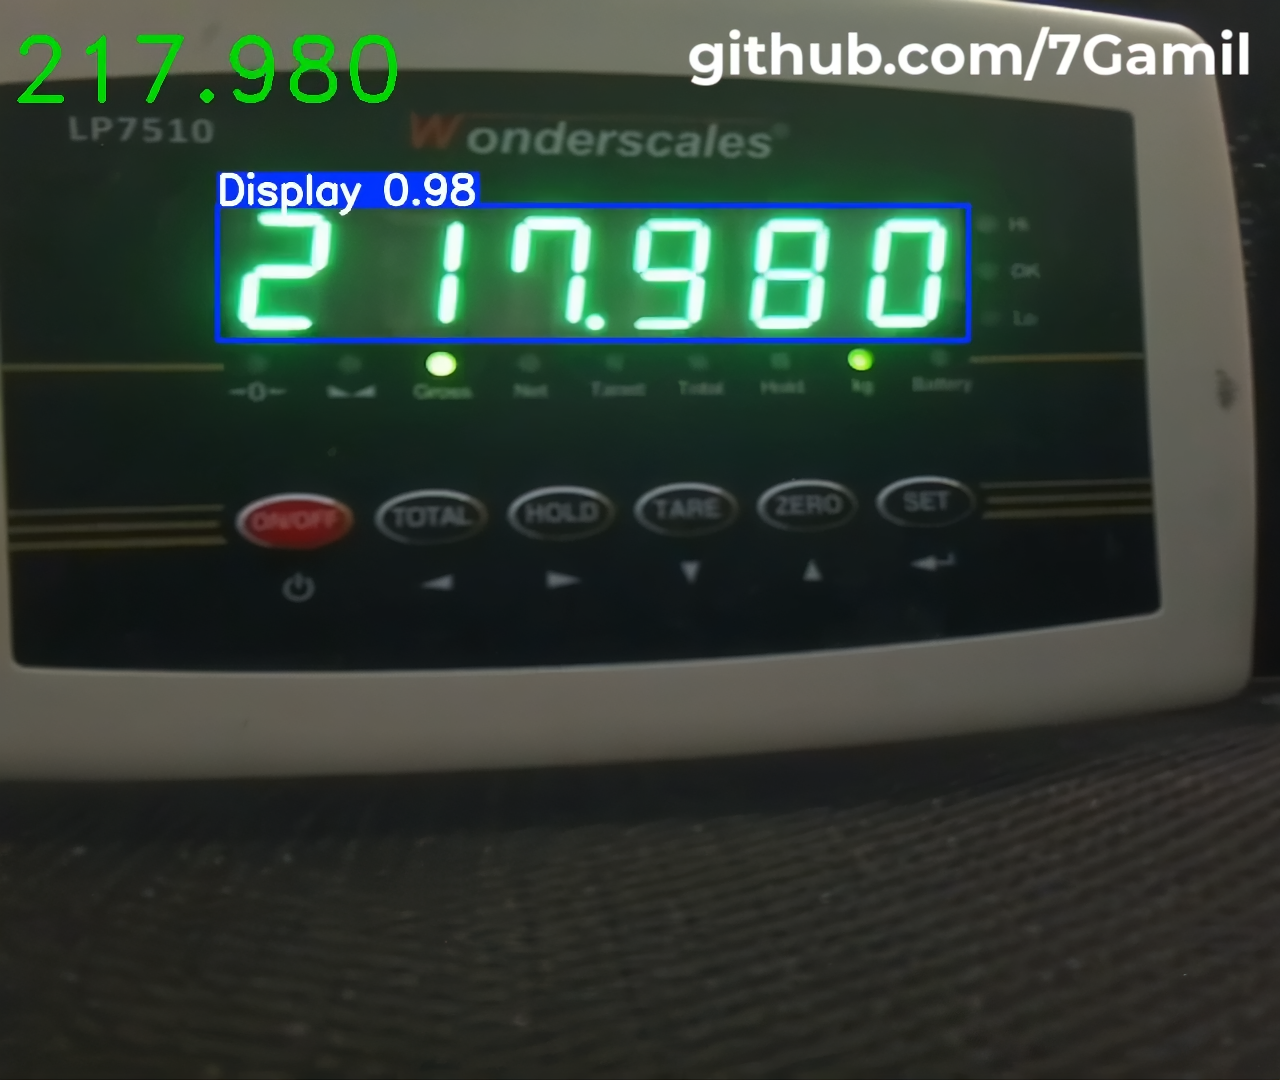 217.980
github.com/7Gamil
LP7510
Wonderscales®
Display 0.98
217.980
Hi
OK
Lo
→0← Gross Net Target Total Hold kg Battery
ON/OFF TOTAL HOLD TARE ZERO SET